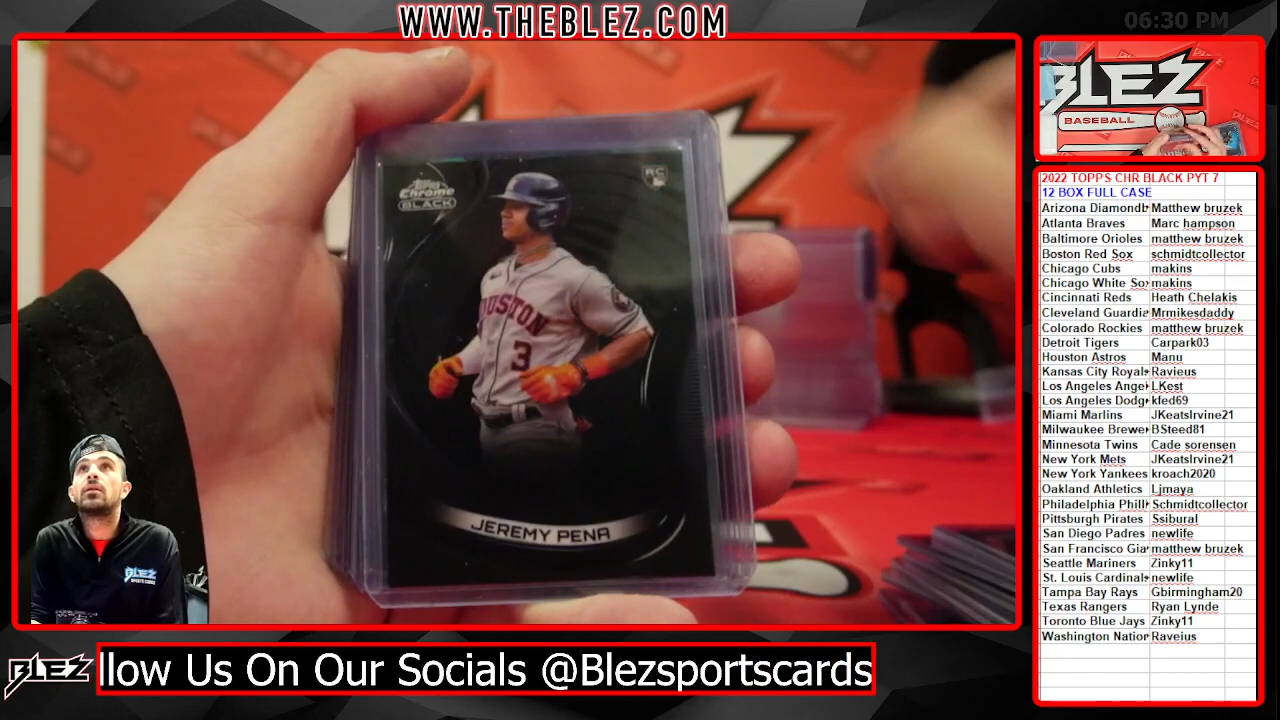 WWW.THEBLEZ.COM
06:30 PM
Topps
Chrome
BLACK
RC
HOUSTON
3
JEREMY PENA
BLEZ
SPORTS CARDS
BLEZ
BASEBALL
2022 TOPPS CHR BLACK PYT 7
12 BOX FULL CASE
Arizona Diamondb Matthew bruzek
Atlanta Braves Marc hampson
Baltimore Orioles matthew bruzek
Boston Red Sox schmidtcollector
Chicago Cubs makins
Chicago White So makins
Cincinnati Reds Heath Chelakis
Cleveland Guardia Mrmikesdaddy
Colorado Rockies matthew bruzek
Detroit Tigers Carpark03
Houston Astros Manu
Kansas City Royal Ravieus
Los Angeles Ange LKest
Los Angeles Dodg kfed69
Miami Marlins JKeatsIrvine21
Milwaukee Brewe BSteed81
Minnesota Twins Cade sorensen
New York Mets JKeatsIrvine21
New York Yankees kroach2020
Oakland Athletics Ljmaya
Philadelphia Phill Schmidtcollector
Pittsburgh Pirates Ssibural
San Diego Padres newlife
San Francisco Gia matthew bruzek
Seattle Mariners Zinky11
St. Louis Cardinal newlife
Tampa Bay Rays Gbirmingham20
Texas Rangers Ryan Lynde
Toronto Blue Jays Zinky11
Washington Nation Raveius
BLEZ
llow Us On Our Socials @Blezsportscards